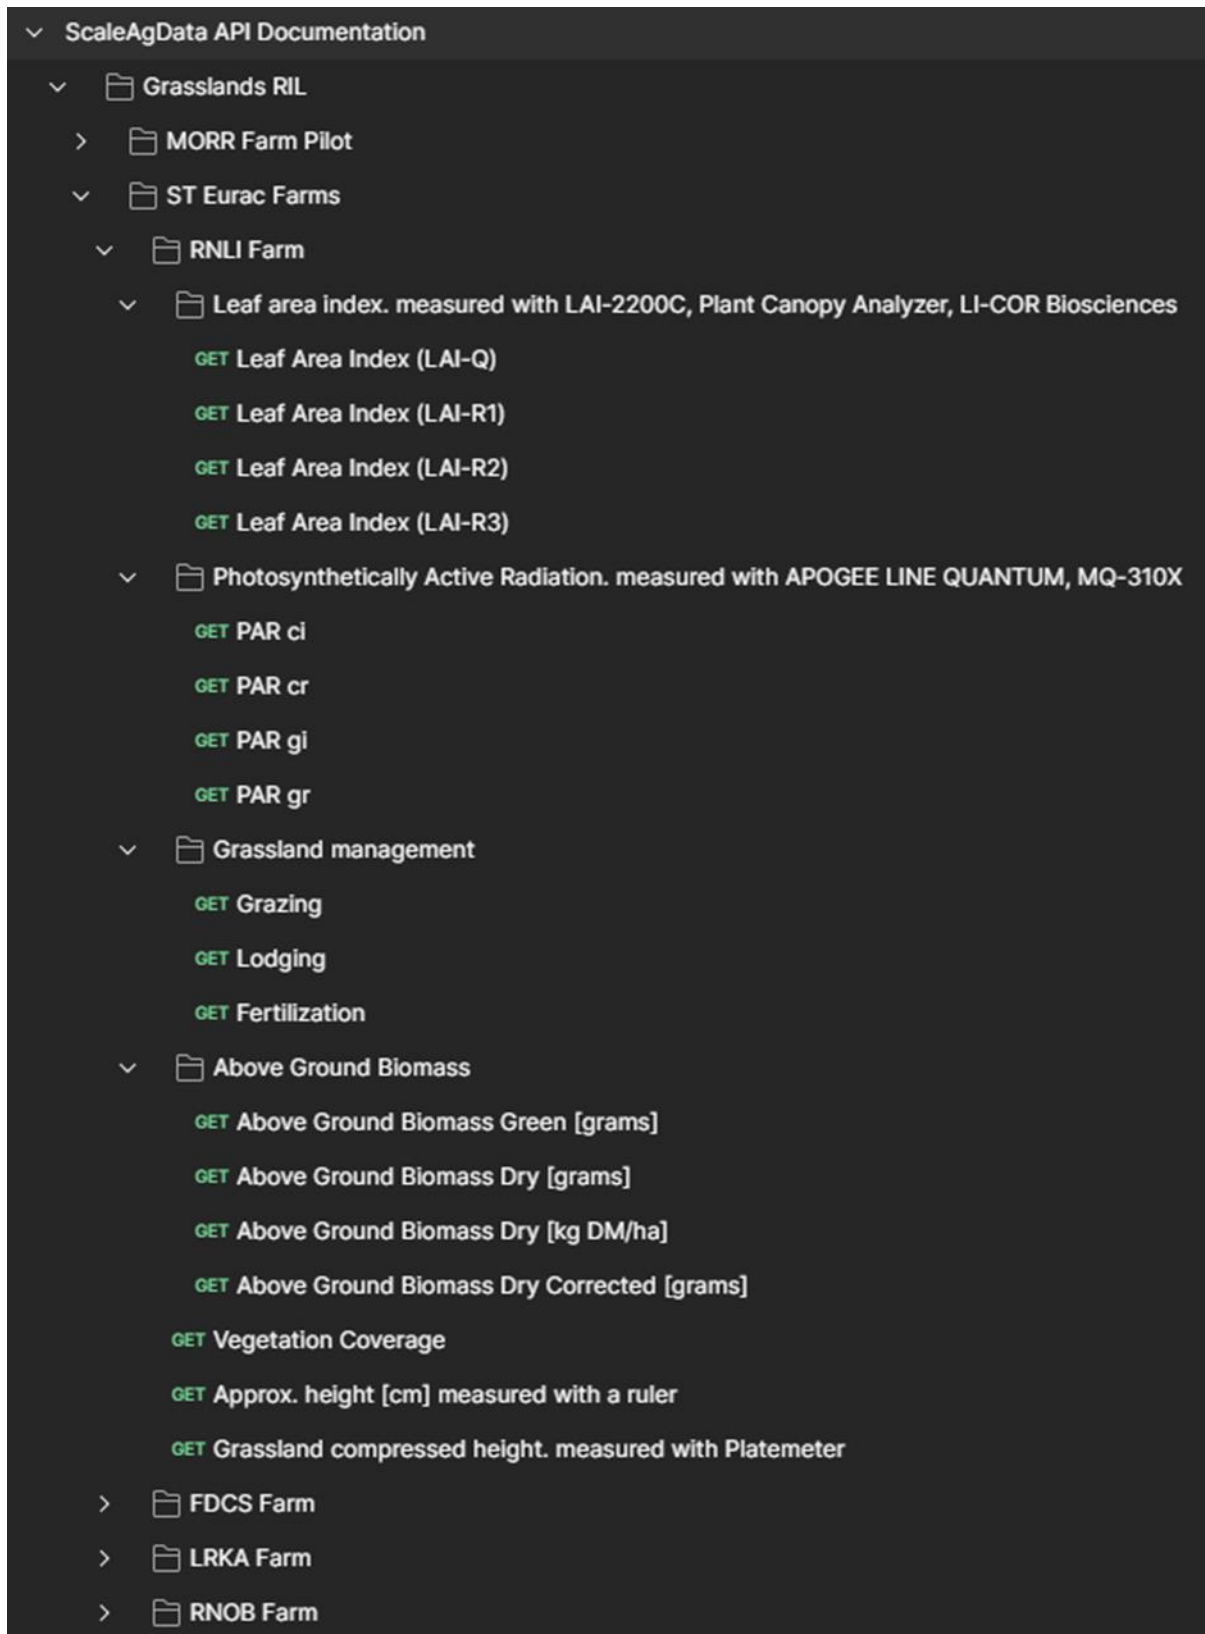 ScaleAgData API Documentation
Grasslands RIL
MORR Farm Pilot
ST Eurac Farms
RNLI Farm
Leaf area index. measured with LAI-2200C, Plant Canopy Analyzer, LI-COR Biosciences
GET Leaf Area Index (LAI-Q)
GET Leaf Area Index (LAI-R1)
GET Leaf Area Index (LAI-R2)
GET Leaf Area Index (LAI-R3)
Photosynthetically Active Radiation. measured with APOGEE LINE QUANTUM, MQ-310X
GET PAR ci
GET PAR cr
GET PAR gi
GET PAR gr
Grassland management
GET Grazing
GET Lodging
GET Fertilization
Above Ground Biomass
GET Above Ground Biomass Green [grams]
GET Above Ground Biomass Dry [grams]
GET Above Ground Biomass Dry [kg DM/ha]
GET Above Ground Biomass Dry Corrected [grams]
GET Vegetation Coverage
GET Approx. height [cm] measured with a ruler
GET Grassland compressed height. measured with Platemeter
FDCS Farm
LRKA Farm
RNOB Farm